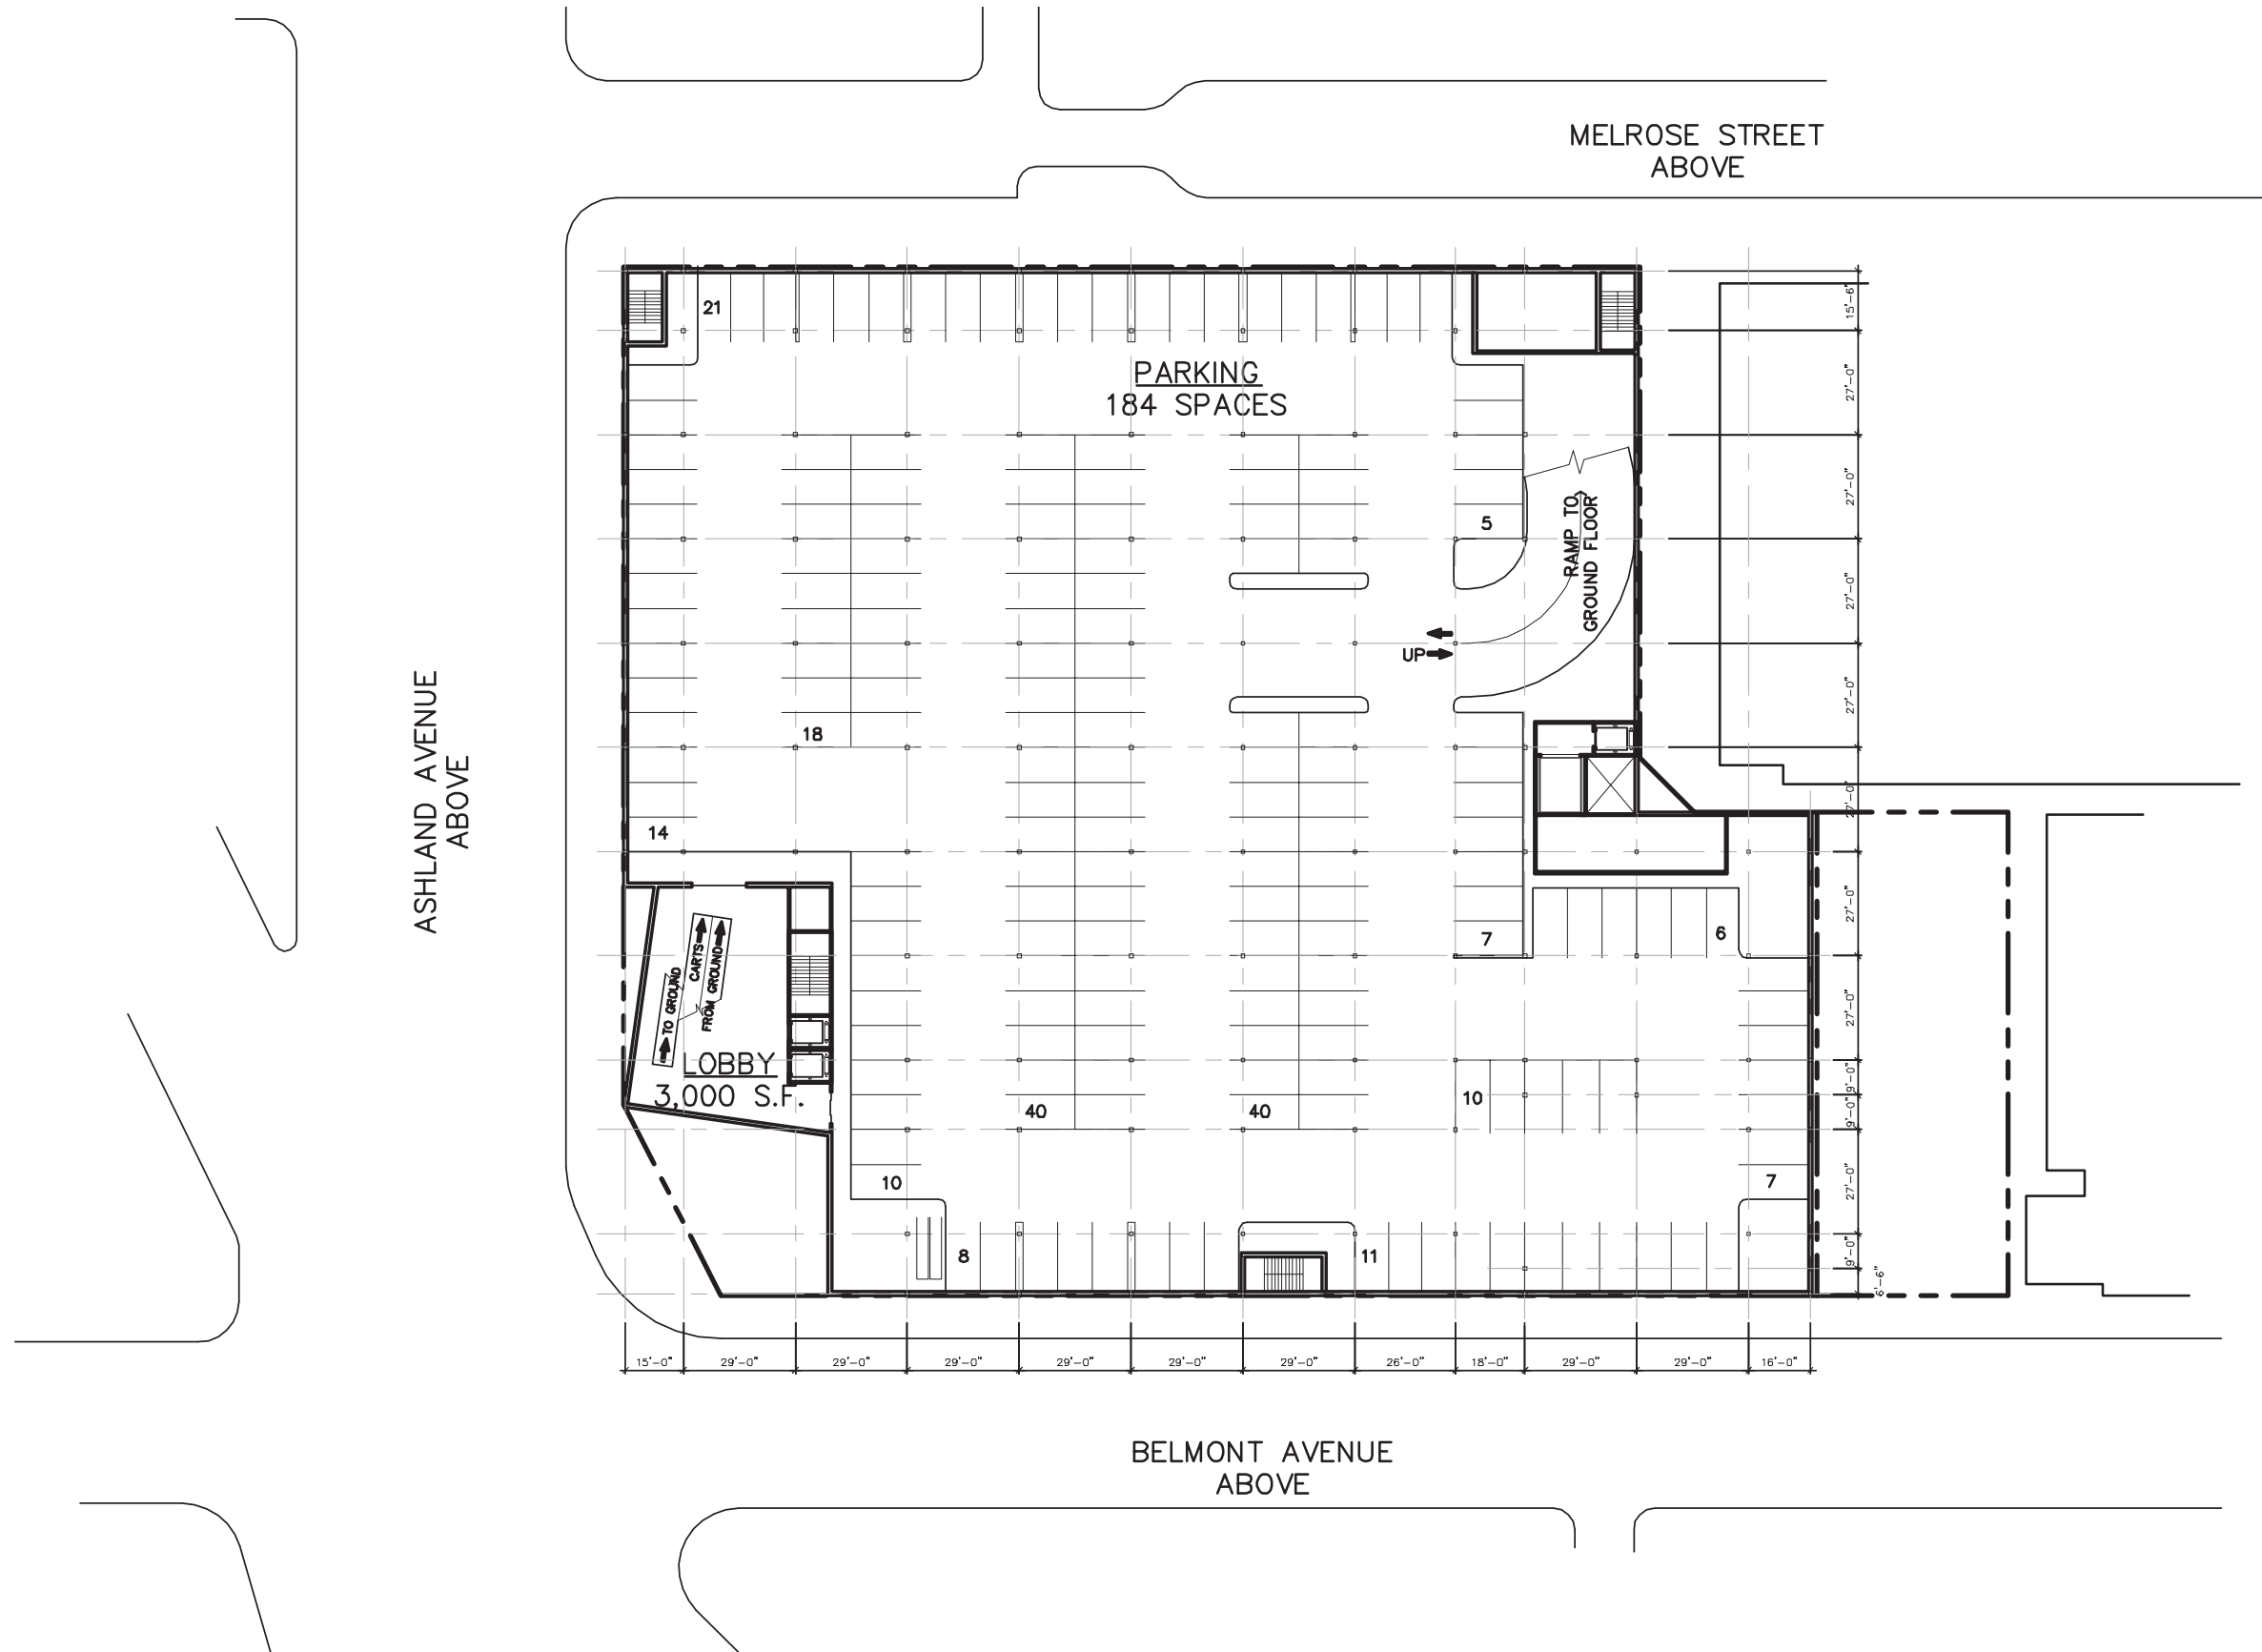 MELROSE STREET
ABOVE
21
PARKING
184 SPACES
5
RAMP TO
GROUND FLOOR
UP
ASHLAND AVENUE
ABOVE
18
14
7
6
TO GROUND
CARTS
FROM GROUND
LOBBY
3,000 S.F.
40
40
10
10
7
8
11
15'-6"
27'-0"
27'-0"
27'-0"
27'-0"
27'-0"
27'-0"
27'-0"
9'-0"
9'-0"
27'-0"
9'-0"
6'-6"
15'-0"
29'-0"
29'-0"
29'-0"
29'-0"
29'-0"
29'-0"
26'-0"
18'-0"
29'-0"
29'-0"
16'-0"
BELMONT AVENUE
ABOVE